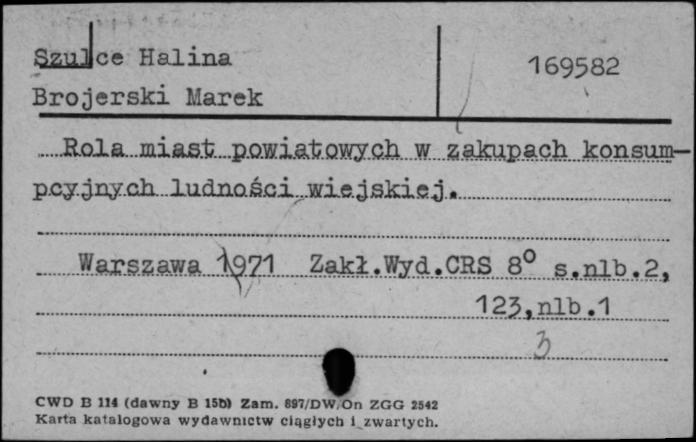 Szulce Halina
169582
Brojerski Marek
Rola miast powiatowych w zakupach konsum-
pcyjnych ludności wiejskiej.
Warszawa 1971 Zakł.Wyd.CRS 8° s.nlb.2,
123,nlb.1
3
CWD B 114 (dawny B 15b) Zam. 897/DW/On ZGG 2542
Karta katalogowa wydawnictw ciągłych i zwartych.